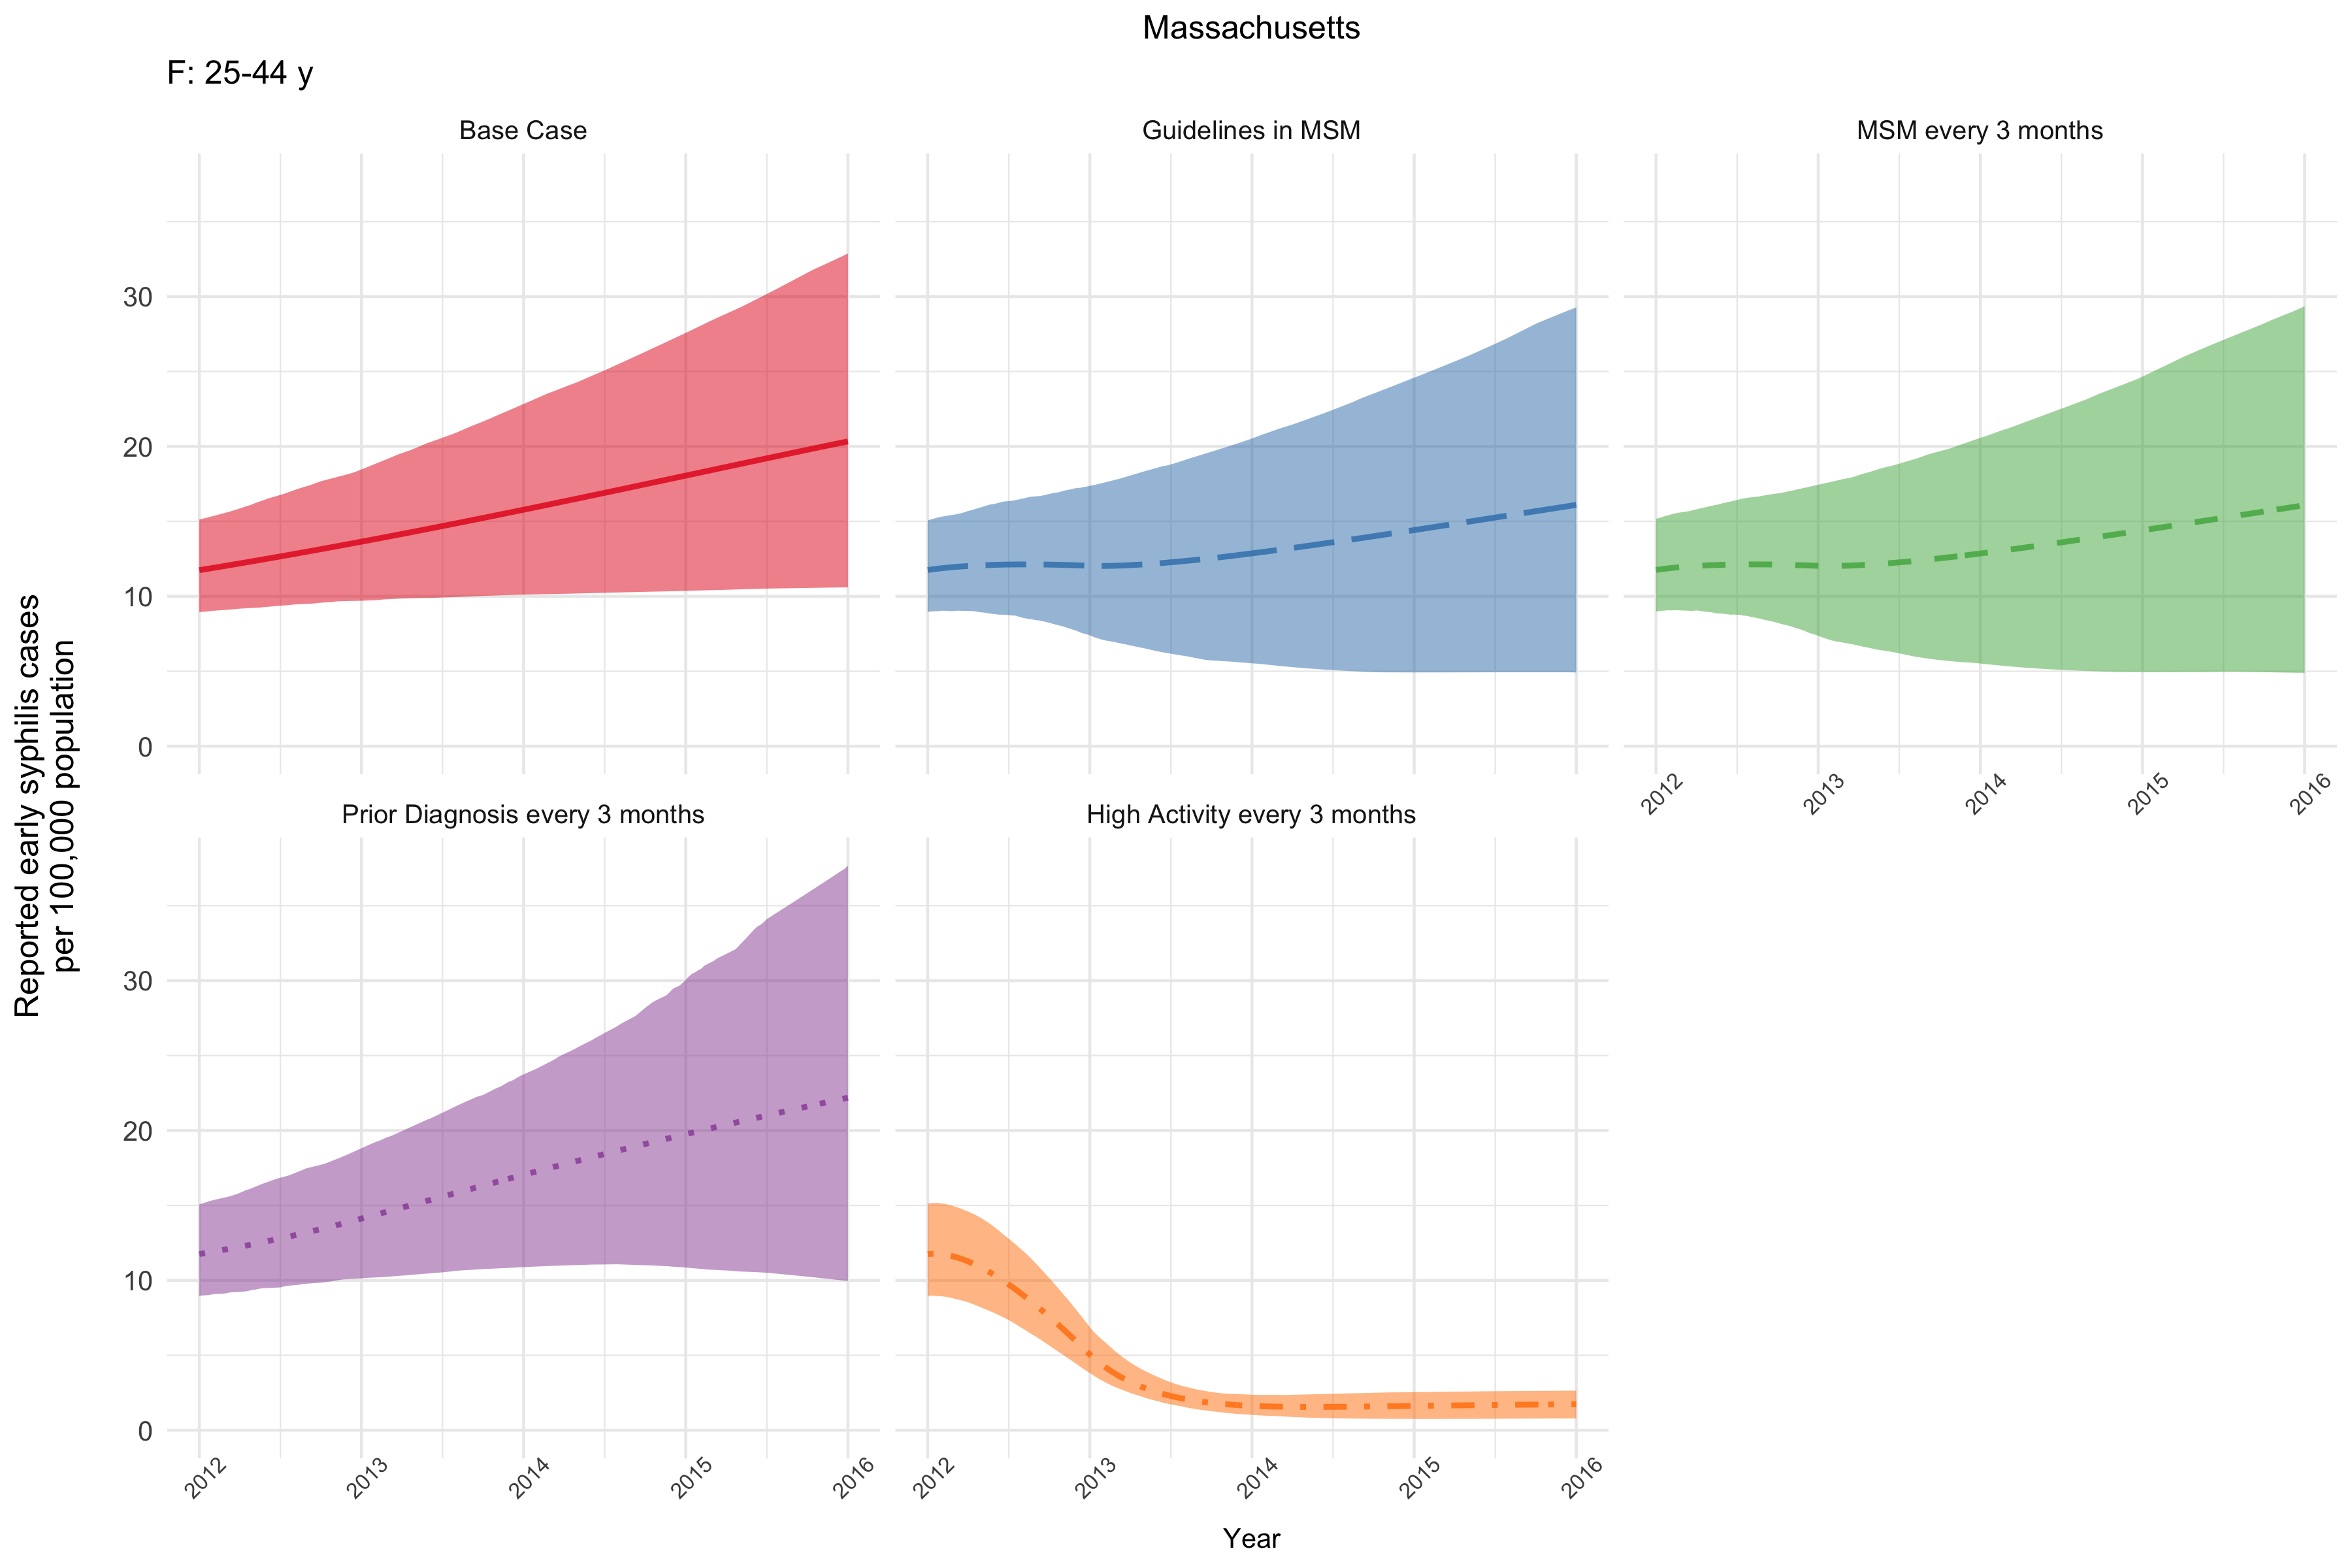 Massachusetts
F: 25-44 y
Base Case
Guidelines in MSM
MSM every 3 months
30
20
10
0
2012
2013
2014
2015
2016
Reported early syphilis cases
per 100,000 population
Prior Diagnosis every 3 months
High Activity every 3 months
30
20
10
0
2012
2013
2014
2015
2016
2012
2013
2014
2015
2016
Year